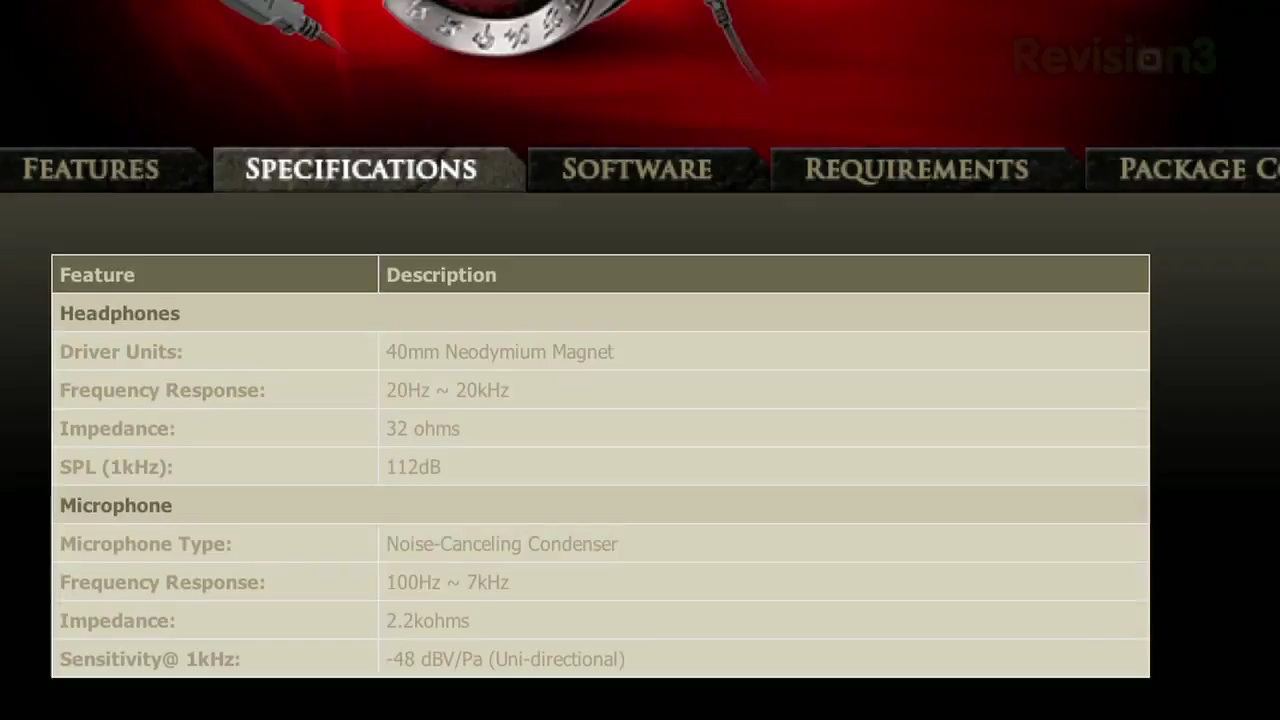 Revision3
FEATURES SPECIFICATIONS SOFTWARE REQUIREMENTS PACKAGE
Feature Description
Headphones
Driver Units: 40mm Neodymium Magnet
Frequency Response: 20Hz ~ 20kHz
Impedance: 32 ohms
SPL (1kHz): 112dB
Microphone
Microphone Type: Noise-Canceling Condenser
Frequency Response: 100Hz ~ 7kHz
Impedance: 2.2kohms
Sensitivity@ 1kHz: -48 dBV/Pa (Uni-directional)